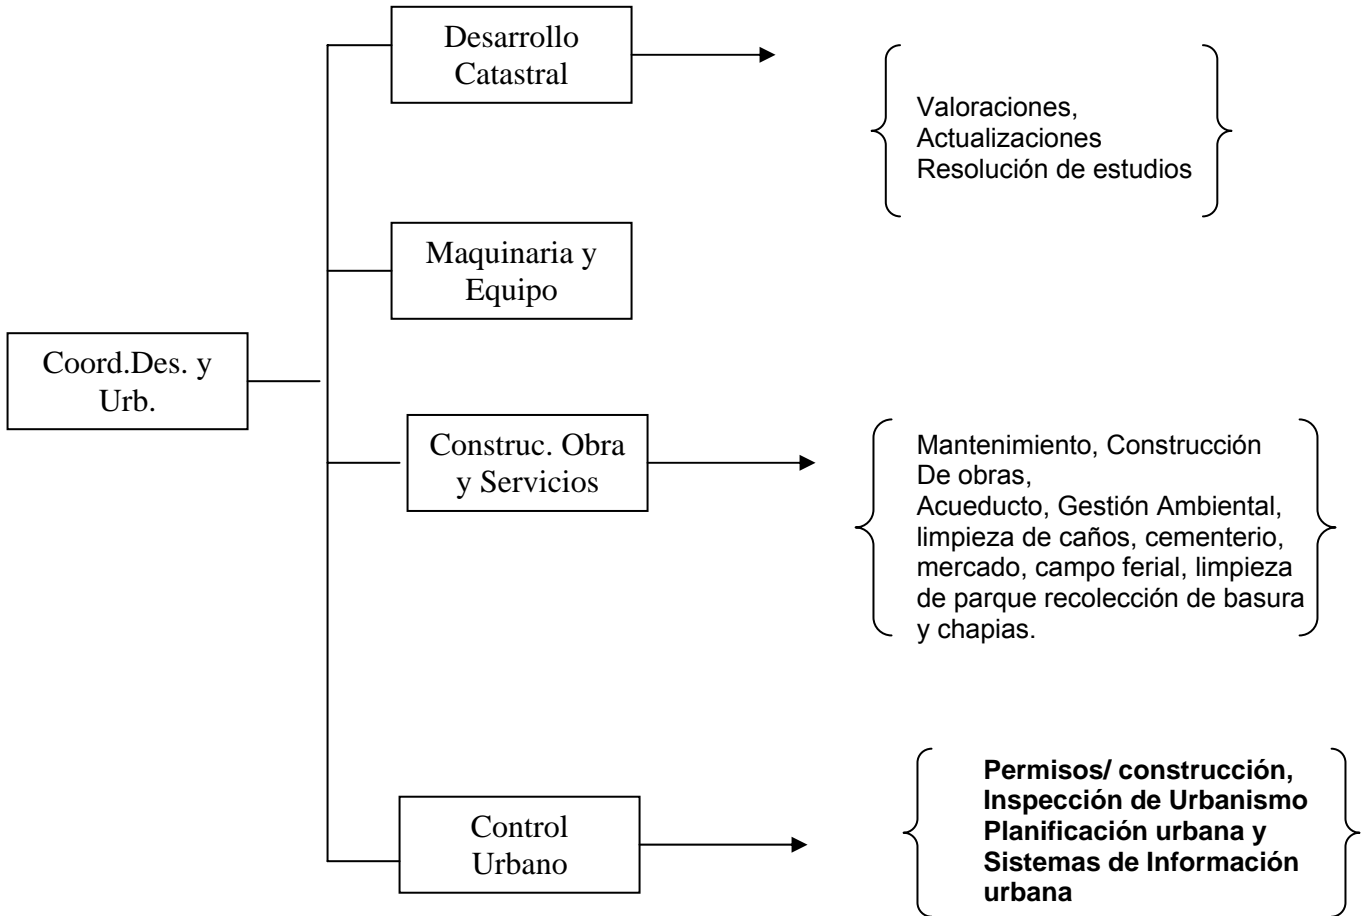 Desarrollo
Catastral
Valoraciones,
Actualizaciones
Resolución de estudios
Maquinaria y
Equipo
Coord.Des. y
Urb.
Construc. Obra
y Servicios
Mantenimiento, Construcción
De obras,
Acueducto, Gestión Ambiental,
limpieza de caños, cementerio,
mercado, campo ferial, limpieza
de parque recolección de basura
y chapias.
Control
Urbano
Permisos/ construcción,
Inspección de Urbanismo
Planificación urbana y
Sistemas de Información
urbana